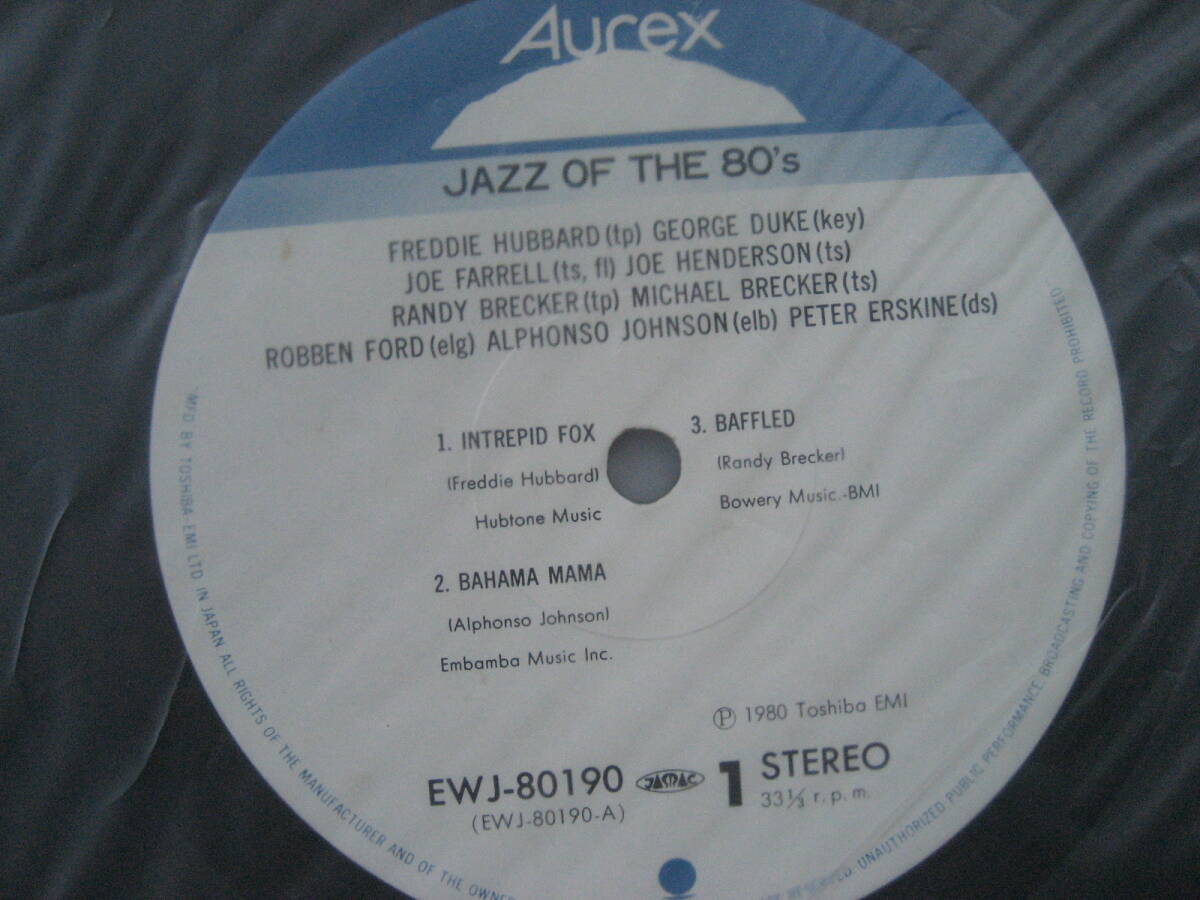 Aurex
JAZZ OF THE 80's
FREDDIE HUBBARD (tp) GEORGE DUKE (key)
JOE FARRELL (ts, fl) JOE HENDERSON (ts)
RANDY BRECKER (tp) MICHAEL BRECKER (ts)
ROBBEN FORD (elg) ALPHONSO JOHNSON (elb) PETER ERSKINE (ds)
1. INTREPID FOX
(Freddie Hubbard)
Hubtone Music
2. BAHAMA MAMA
(Alphonso Johnson)
Embamba Music Inc.
3. BAFFLED
(Randy Brecker)
Bowery Music.-BMI
Ⓟ 1980 Toshiba EMI
EWJ-80190
(EWJ-80190-A)
JASRAC
1
STEREO
33⅓ r.p.m.
MFD BY TOSHIBA-EMI LTD IN JAPAN ALL RIGHTS OF THE MANUFACTURER AND OF THE OWNER
RESERVED. UNAUTHORIZED PUBLIC PERFORMANCE BROADCASTING AND COPYING OF THE RECORD PROHIBITED